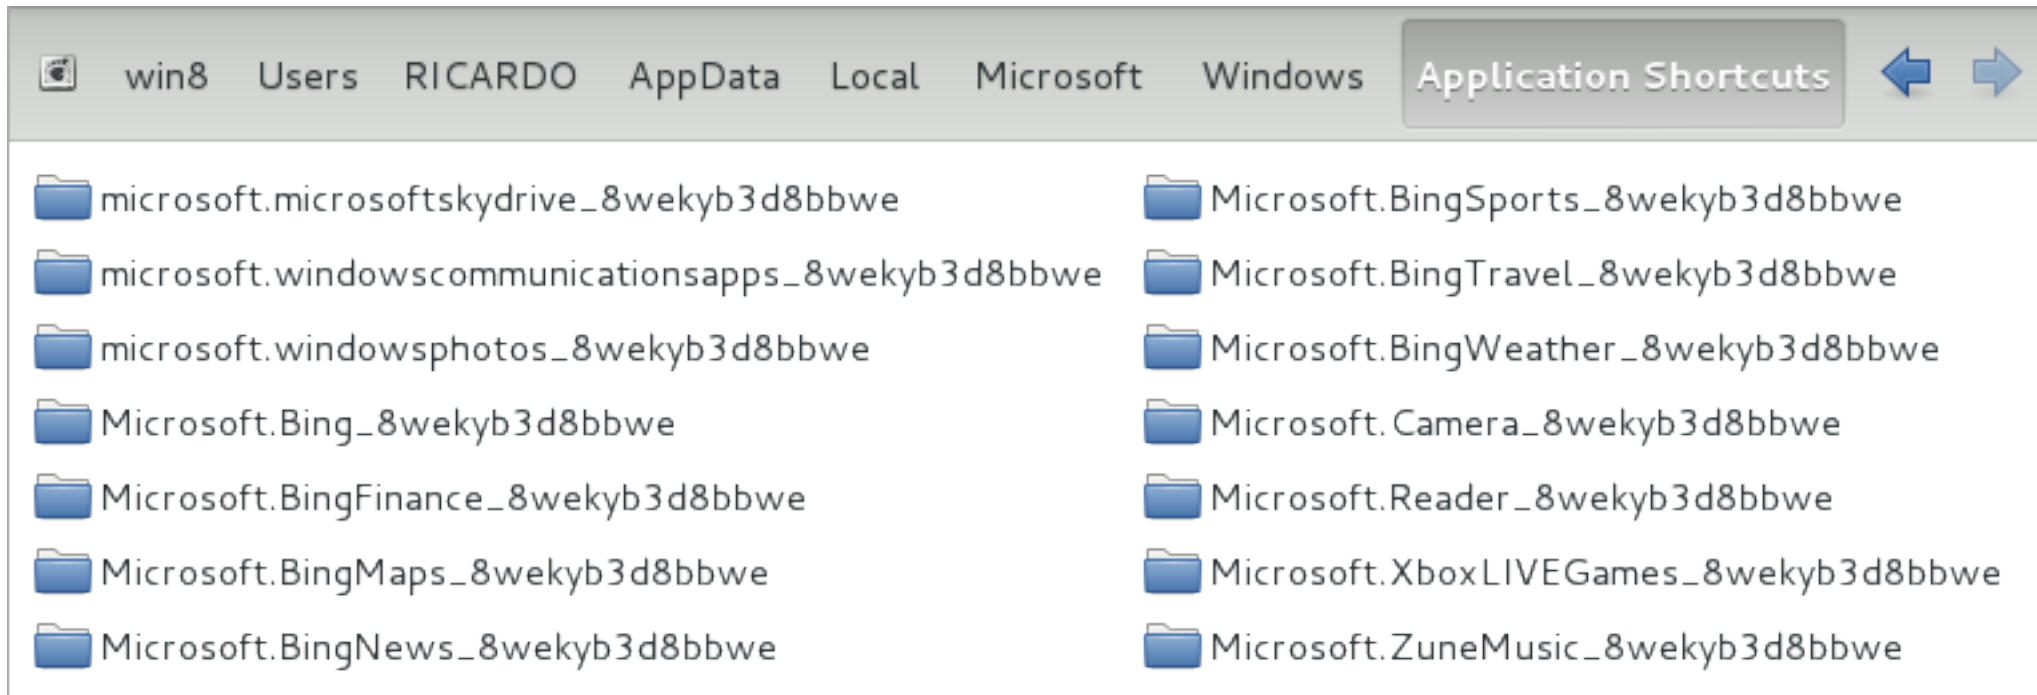 win8 Users RICARDO AppData Local Microsoft Windows Application Shortcuts
microsoft.microsoftskydrive_8wekyb3d8bbwe
microsoft.windowscommunicationsapps_8wekyb3d8bbwe
microsoft.windowsphotos_8wekyb3d8bbwe
Microsoft.Bing_8wekyb3d8bbwe
Microsoft.BingFinance_8wekyb3d8bbwe
Microsoft.BingMaps_8wekyb3d8bbwe
Microsoft.BingNews_8wekyb3d8bbwe
Microsoft.BingSports_8wekyb3d8bbwe
Microsoft.BingTravel_8wekyb3d8bbwe
Microsoft.BingWeather_8wekyb3d8bbwe
Microsoft.Camera_8wekyb3d8bbwe
Microsoft.Reader_8wekyb3d8bbwe
Microsoft.XboxLIVEGames_8wekyb3d8bbwe
Microsoft.ZuneMusic_8wekyb3d8bbwe